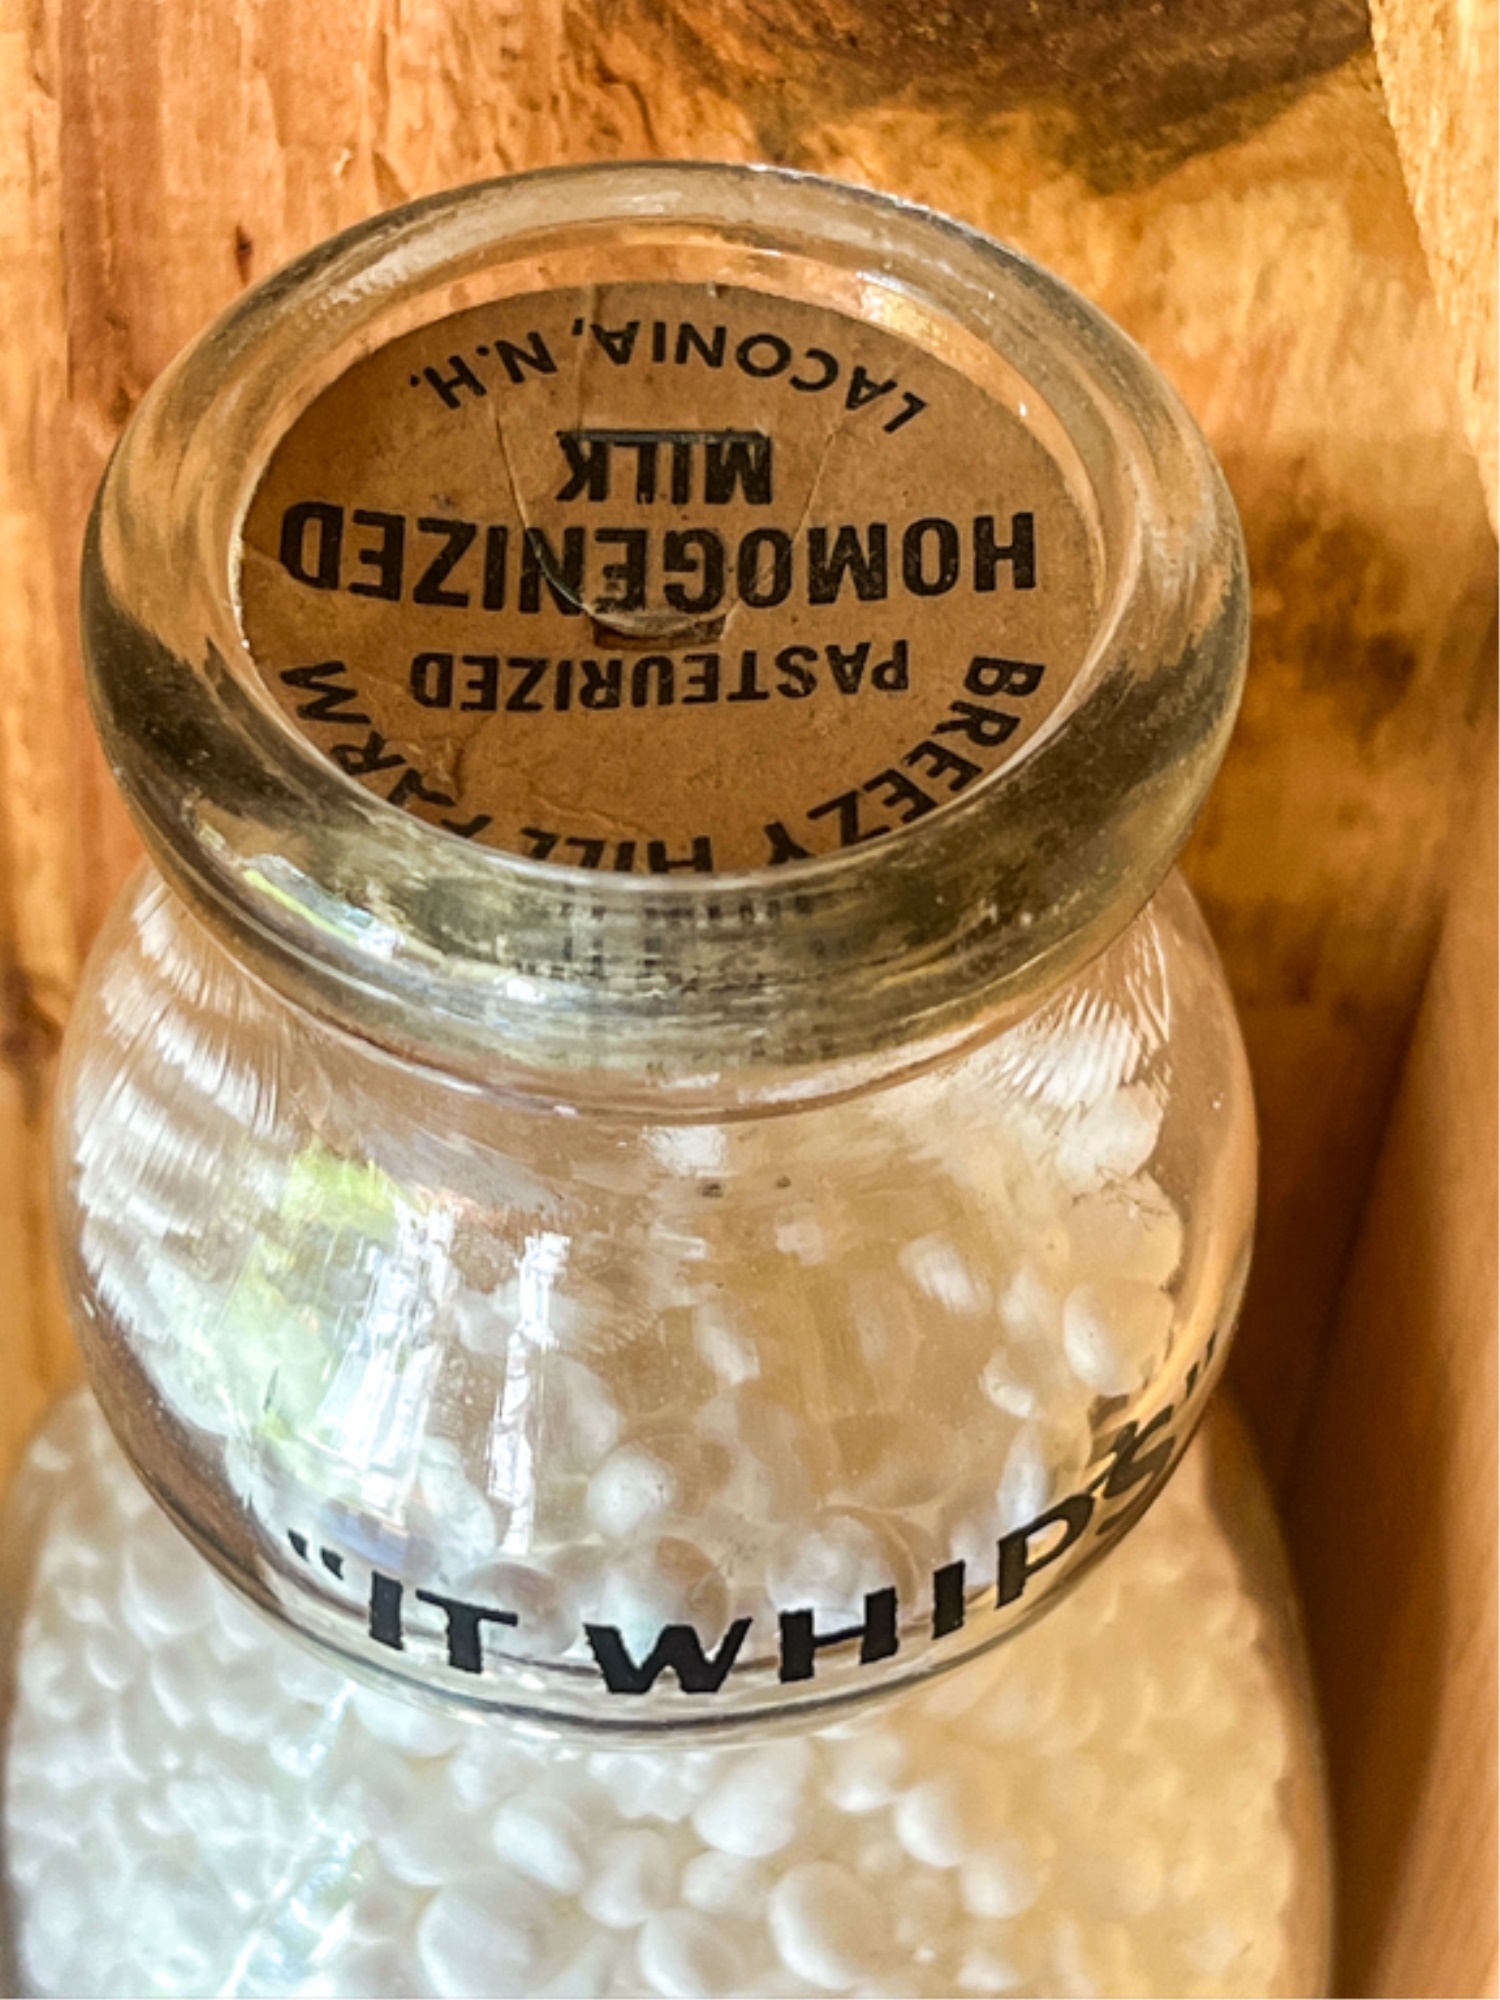 BREEZY HILL FARM
PASTEURIZED
HOMOGENIZED
MILK
LACONIA, N.H.
"IT WHIPS"